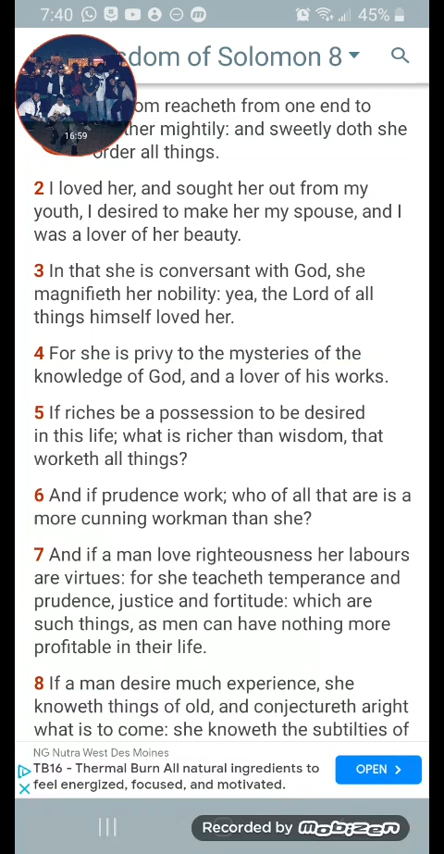 7:40 45%
sdom of Solomon 8
16:59
om reacheth from one end to
ther mightily: and sweetly doth she
order all things.
2 I loved her, and sought her out from my
youth, I desired to make her my spouse, and I
was a lover of her beauty.
3 In that she is conversant with God, she
magnifieth her nobility: yea, the Lord of all
things himself loved her.
4 For she is privy to the mysteries of the
knowledge of God, and a lover of his works.
5 If riches be a possession to be desired
in this life; what is richer than wisdom, that
worketh all things?
6 And if prudence work; who of all that are is a
more cunning workman than she?
7 And if a man love righteousness her labours
are virtues: for she teacheth temperance and
prudence, justice and fortitude: which are
such things, as men can have nothing more
profitable in their life.
8 If a man desire much experience, she
knoweth things of old, and conjectureth aright
what is to come: she knoweth the subtilties of
NG Nutra West Des Moines
TB16 - Thermal Burn All natural ingredients to
feel energized, focused, and motivated.
OPEN
Recorded by Mobizen